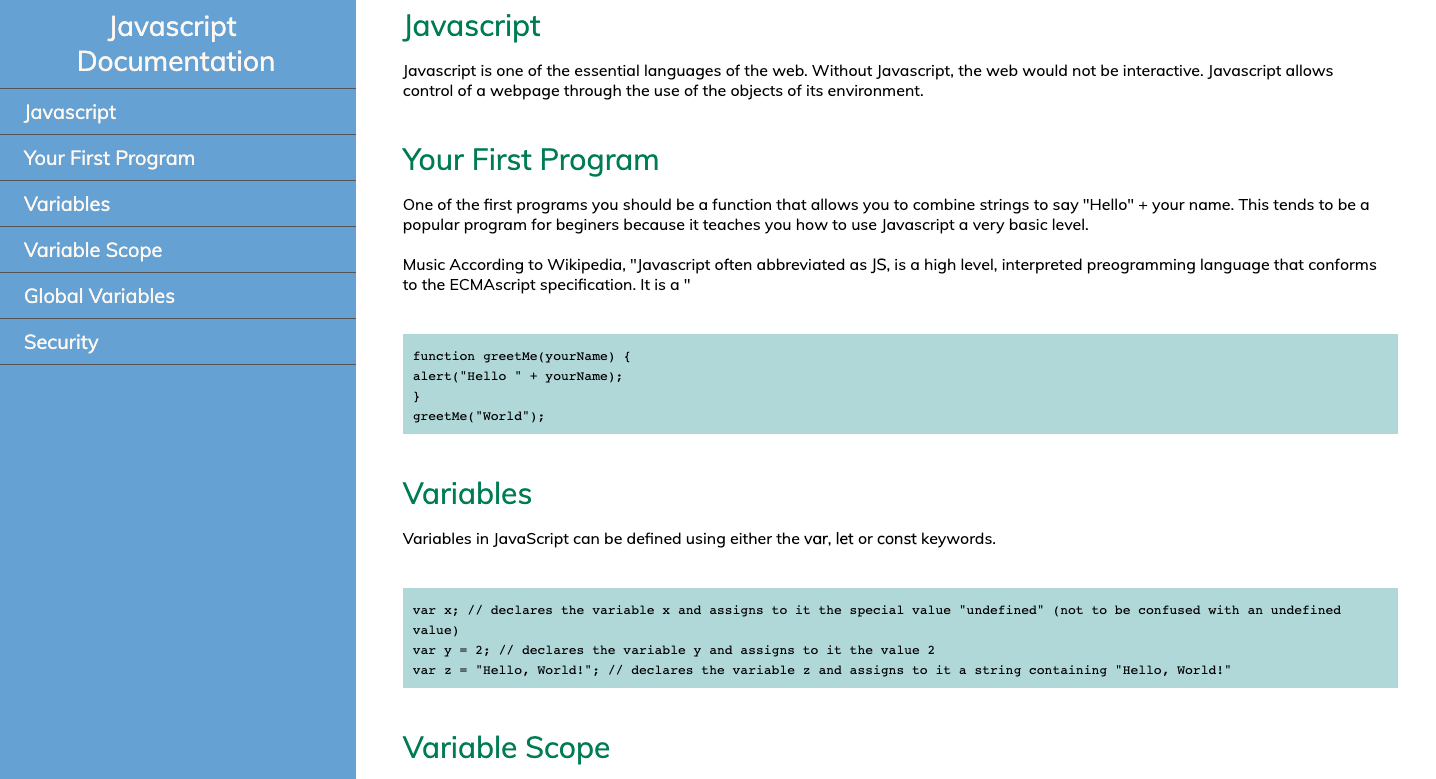 Javascript
Documentation
Javascript
Your First Program
Variables
Variable Scope
Global Variables
Security
Javascript
Javascript is one of the essential languages of the web. Without Javascript, the web would not be interactive. Javascript allows
control of a webpage through the use of the objects of its environment.
Your First Program
One of the first programs you should be a function that allows you to combine strings to say "Hello" + your name. This tends to be a
popular program for beginers because it teaches you how to use Javascript a very basic level.
Music According to Wikipedia, "Javascript often abbreviated as JS, is a high level, interpreted preogramming language that conforms
to the ECMAscript specification. It is a "
function greetMe(yourName) {
alert("Hello " + yourName);
}
greetMe("World");
Variables
Variables in JavaScript can be defined using either the var, let or const keywords.
var x; // declares the variable x and assigns to it the special value "undefined" (not to be confused with an undefined
value)
var y = 2; // declares the variable y and assigns to it the value 2
var z = "Hello, World!"; // declares the variable z and assigns to it a string containing "Hello, World!"
Variable Scope